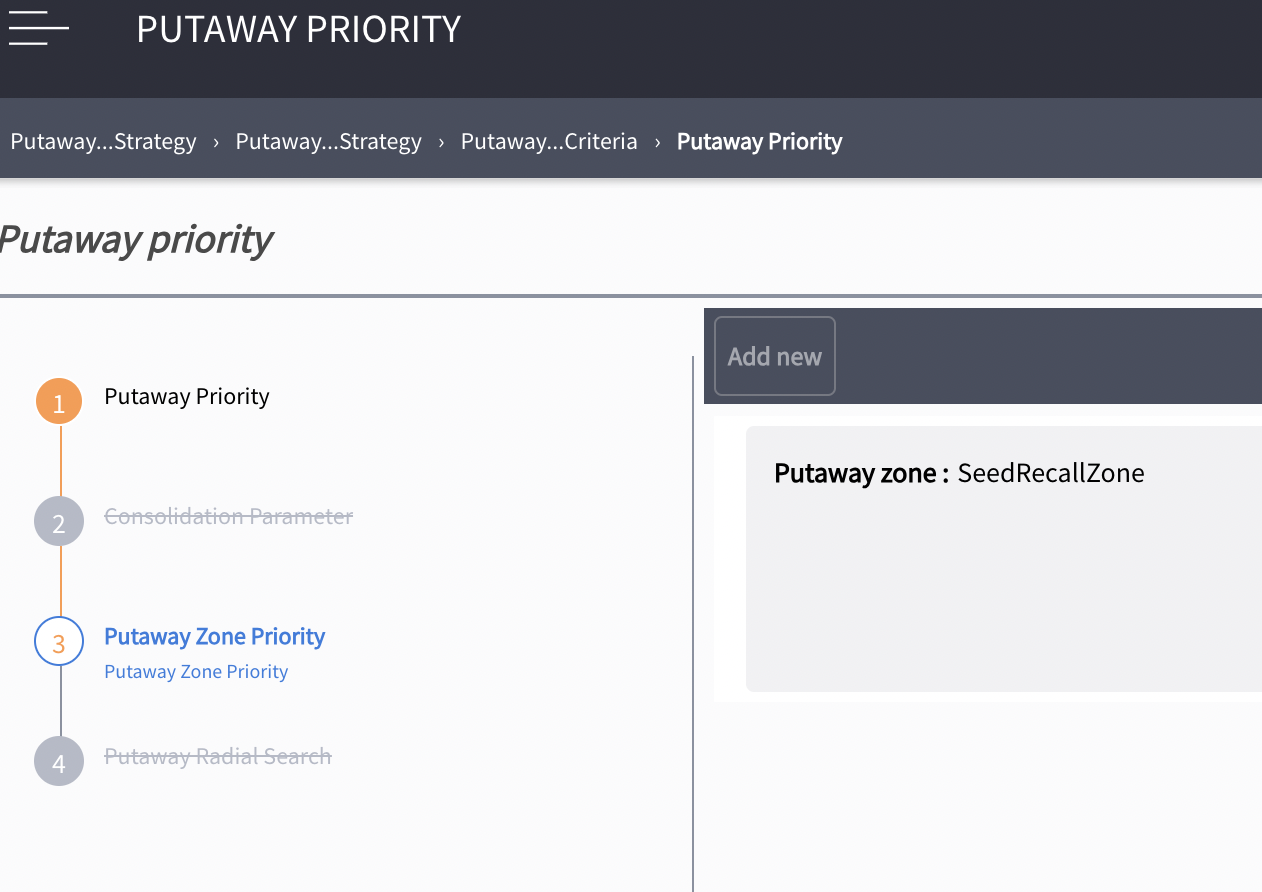 PUTAWAY PRIORITY
Putaway...Strategy › Putaway...Strategy › Putaway...Criteria › Putaway Priority
Putaway priority
Add new
1 Putaway Priority
Putaway zone : SeedRecallZone
2 Consolidation Parameter
3 Putaway Zone Priority
Putaway Zone Priority
4 Putaway Radial Search